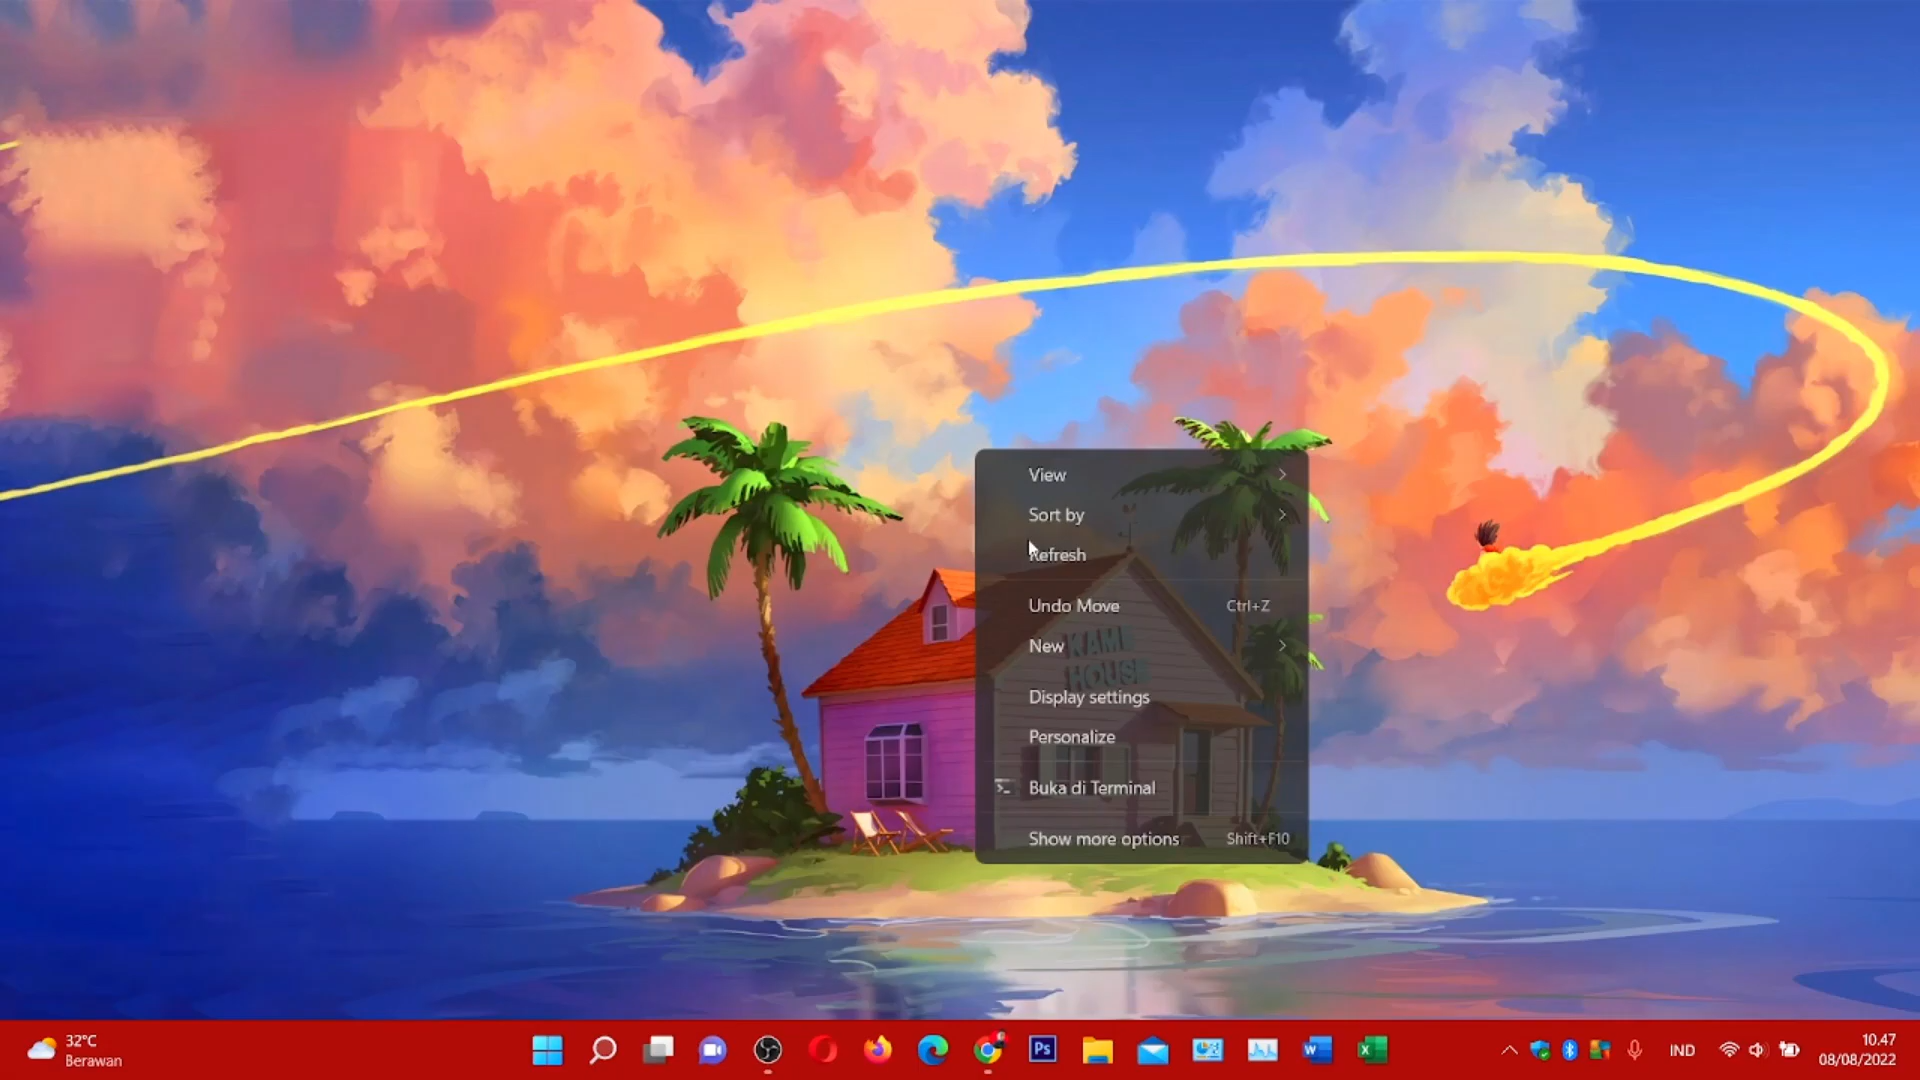 View
Sort by
Refresh
Undo Move Ctrl+Z
New
KAME
HOUSE
Display settings
Personalize
Buka di Terminal
Show more options Shift+F10
32°C
Berawan
Ps
W
X
IND
10.47
08/08/2022